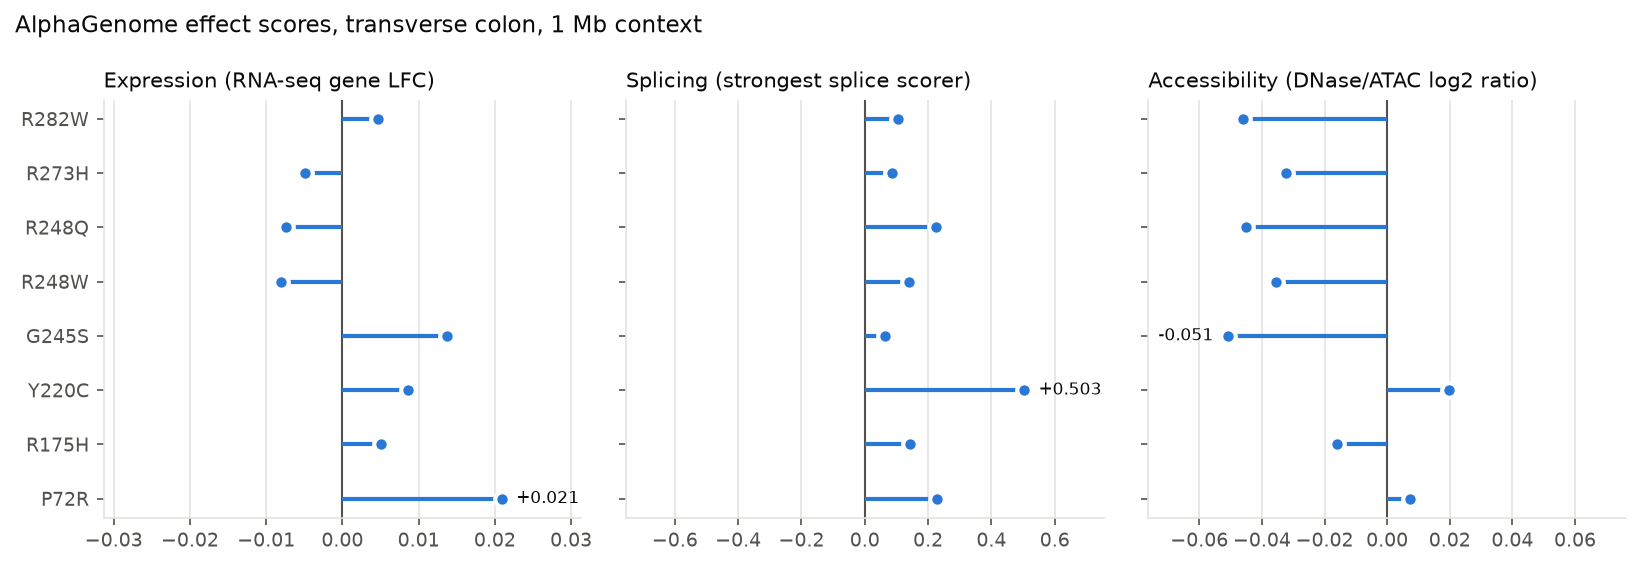 AlphaGenome effect scores, transverse colon, 1 Mb context
Expression (RNA-seq gene LFC)
Splicing (strongest splice scorer)
Accessibility (DNase/ATAC log2 ratio)
R282W
R273H
R248Q
R248W
G245S
Y220C
R175H
P72R
+0.021
+0.503
-0.051
−0.03 −0.02 −0.01 0.00 0.01 0.02 0.03
−0.6 −0.4 −0.2 0.0 0.2 0.4 0.6
−0.06 −0.04 −0.02 0.00 0.02 0.04 0.06